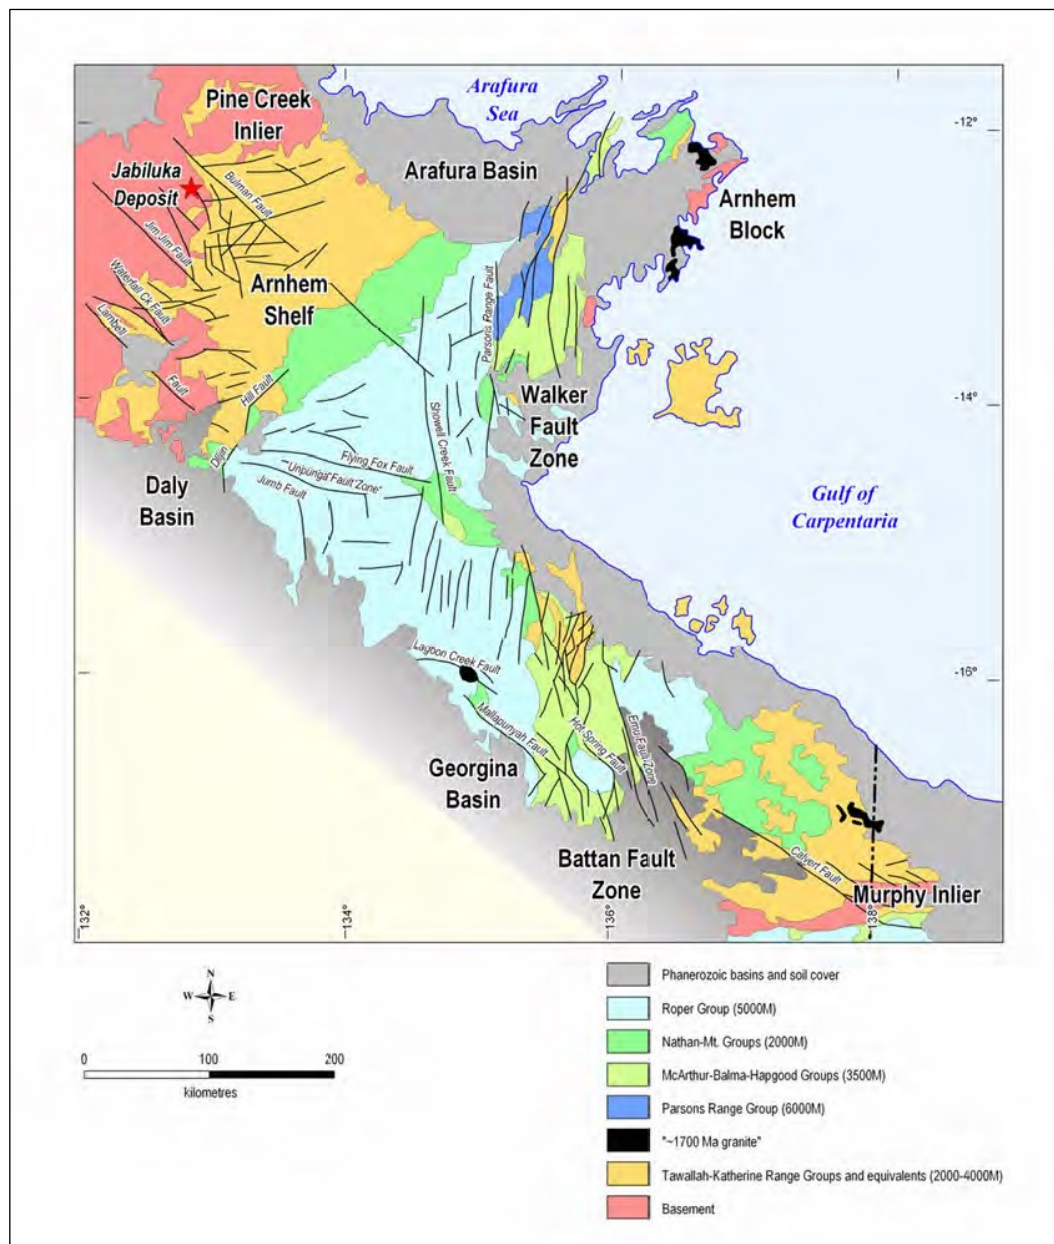 Arafura
Sea
Pine Creek
Inlier
-12°
Jabiluka
Deposit
Arafura Basin
Bulman Fault
Arnhem
Block
Jim Jim Fault
Waterfall Ck Fault
Arnhem
Shelf
Parsons Range Fault
Lambell
Fault
Hill Fault
Walker
Fault
Zone
-14°
Showell Creek Fault
Flying Fox Fault
Unpunga"Fault"Zone"
Jumb Fault
Daly
Basin
Gulf of
Carpentaria
Lagbon Creek Fault
-16°
Mallapunyah Fault
Hot Spring Fault
Emu Fault Zone
Georgina
Basin
Battan Fault
Zone
Calvert Fault
Murphy Inlier
132°
134°
136°
138°
N
W E
S
0 100 200
kilometres
Phanerozoic basins and soil cover
Roper Group (5000M)
Nathan-Mt. Groups (2000M)
McArthur-Balma-Hapgood Groups (3500M)
Parsons Range Group (6000M)
"~1700 Ma granite"
Tawallah-Katherine Range Groups and equivalents (2000-4000M)
Basement